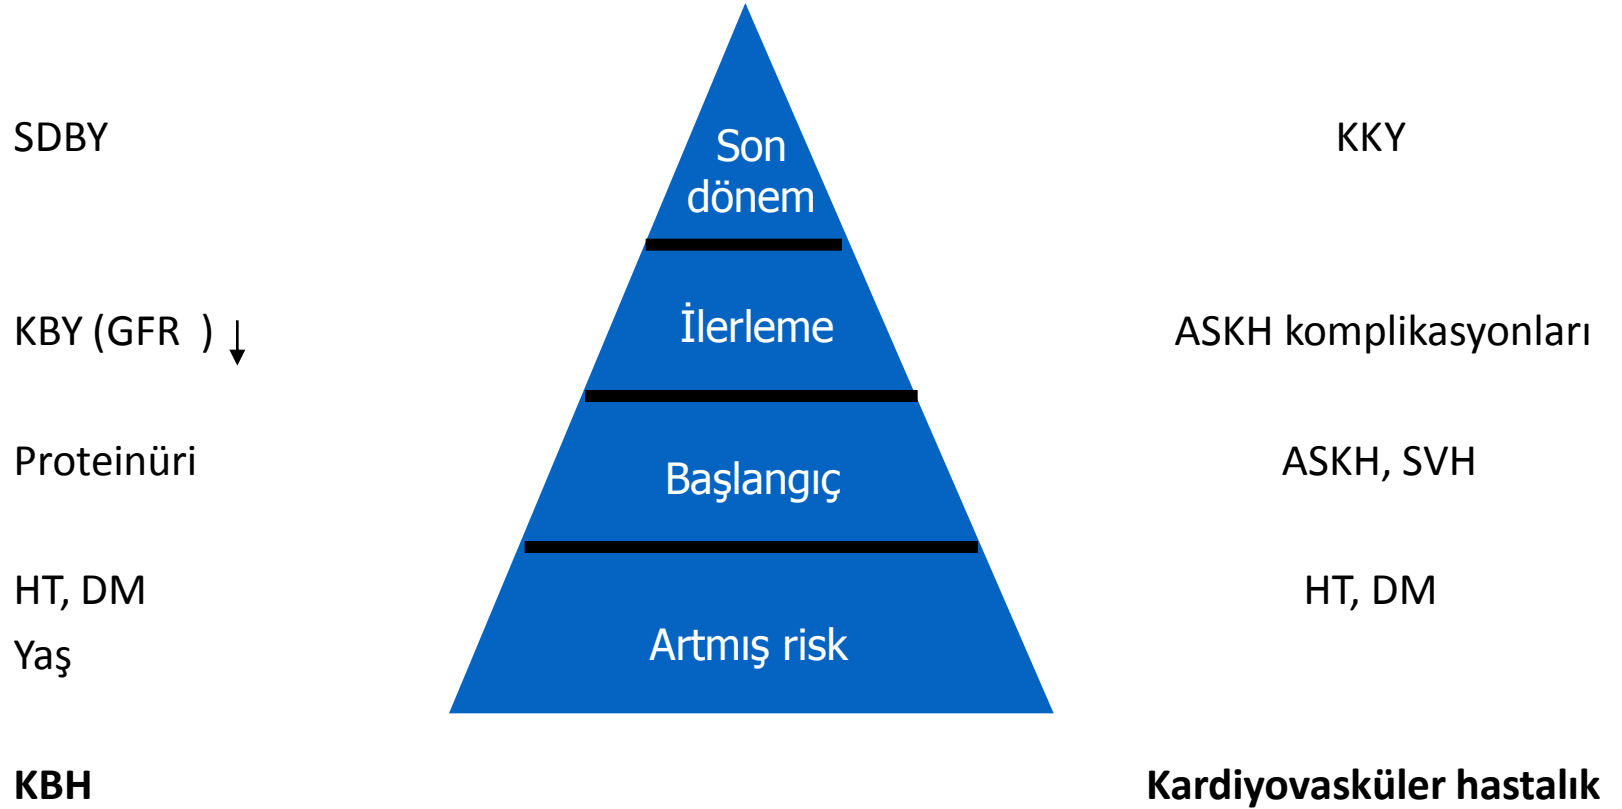 SDBY
Son
dönem
KKY
KBY (GFR ) ↓
İlerleme
ASKH komplikasyonları
Proteinüri
Başlangıç
ASKH, SVH
HT, DM
Yaş
Artmış risk
HT, DM
KBH
Kardiyovasküler hastalık